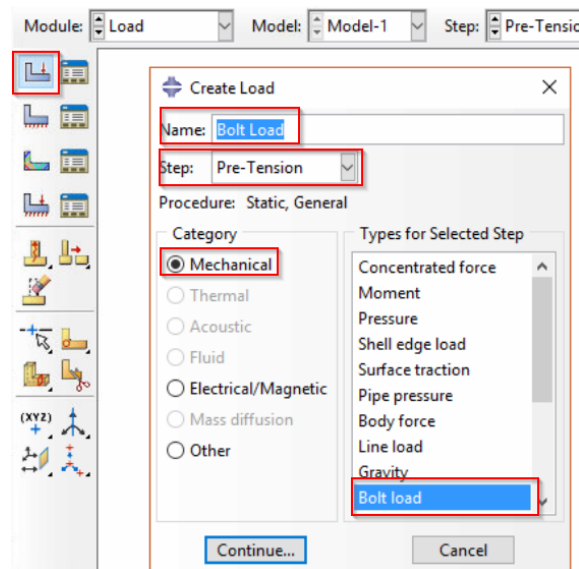 Module: Load Model: Model-1 Step: Pre-Tensio
Create Load
Name: Bolt Load
Step: Pre-Tension
Procedure: Static, General
Category
Mechanical
Thermal
Acoustic
Fluid
Electrical/Magnetic
Mass diffusion
Other
Types for Selected Step
Concentrated force
Moment
Pressure
Shell edge load
Surface traction
Pipe pressure
Body force
Line load
Gravity
Bolt load
(XYZ)
Continue...
Cancel